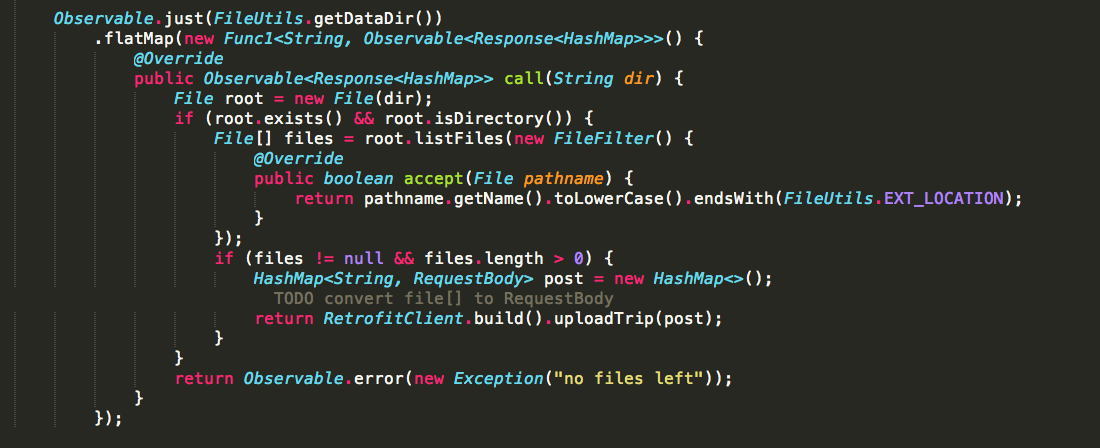 Observable.just(FileUtils.getDataDir())
    .flatMap(new Func1<String, Observable<Response<HashMap>>>() {
        @Override
        public Observable<Response<HashMap>> call(String dir) {
            File root = new File(dir);
            if (root.exists() && root.isDirectory()) {
                File[] files = root.listFiles(new FileFilter() {
                    @Override
                    public boolean accept(File pathname) {
                        return pathname.getName().toLowerCase().endsWith(FileUtils.EXT_LOCATION);
                    }
                });
                if (files != null && files.length > 0) {
                    HashMap<String, RequestBody> post = new HashMap<>();
                      TODO convert file[] to RequestBody
                    return RetrofitClient.build().uploadTrip(post);
                }
            }
            return Observable.error(new Exception("no files left"));
        }
    });